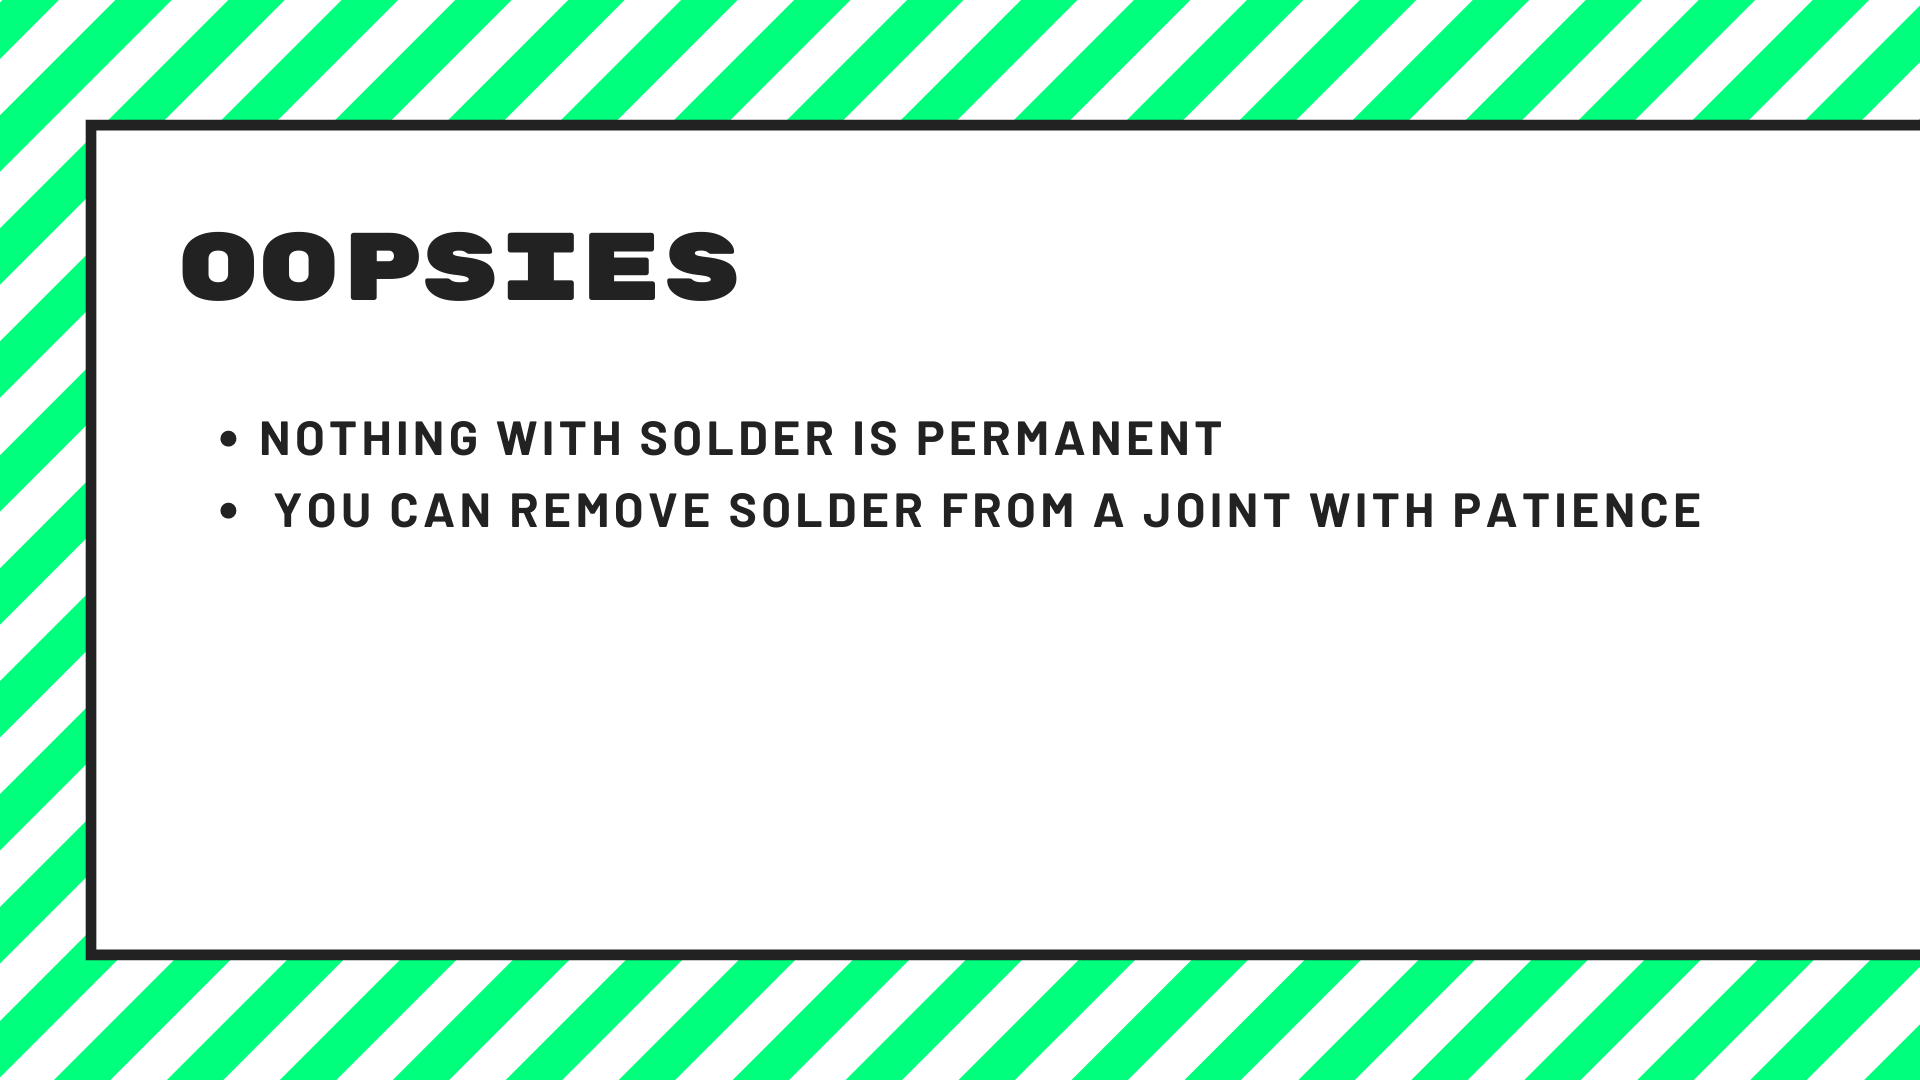 OOPSIES
• NOTHING WITH SOLDER IS PERMANENT
• YOU CAN REMOVE SOLDER FROM A JOINT WITH PATIENCE